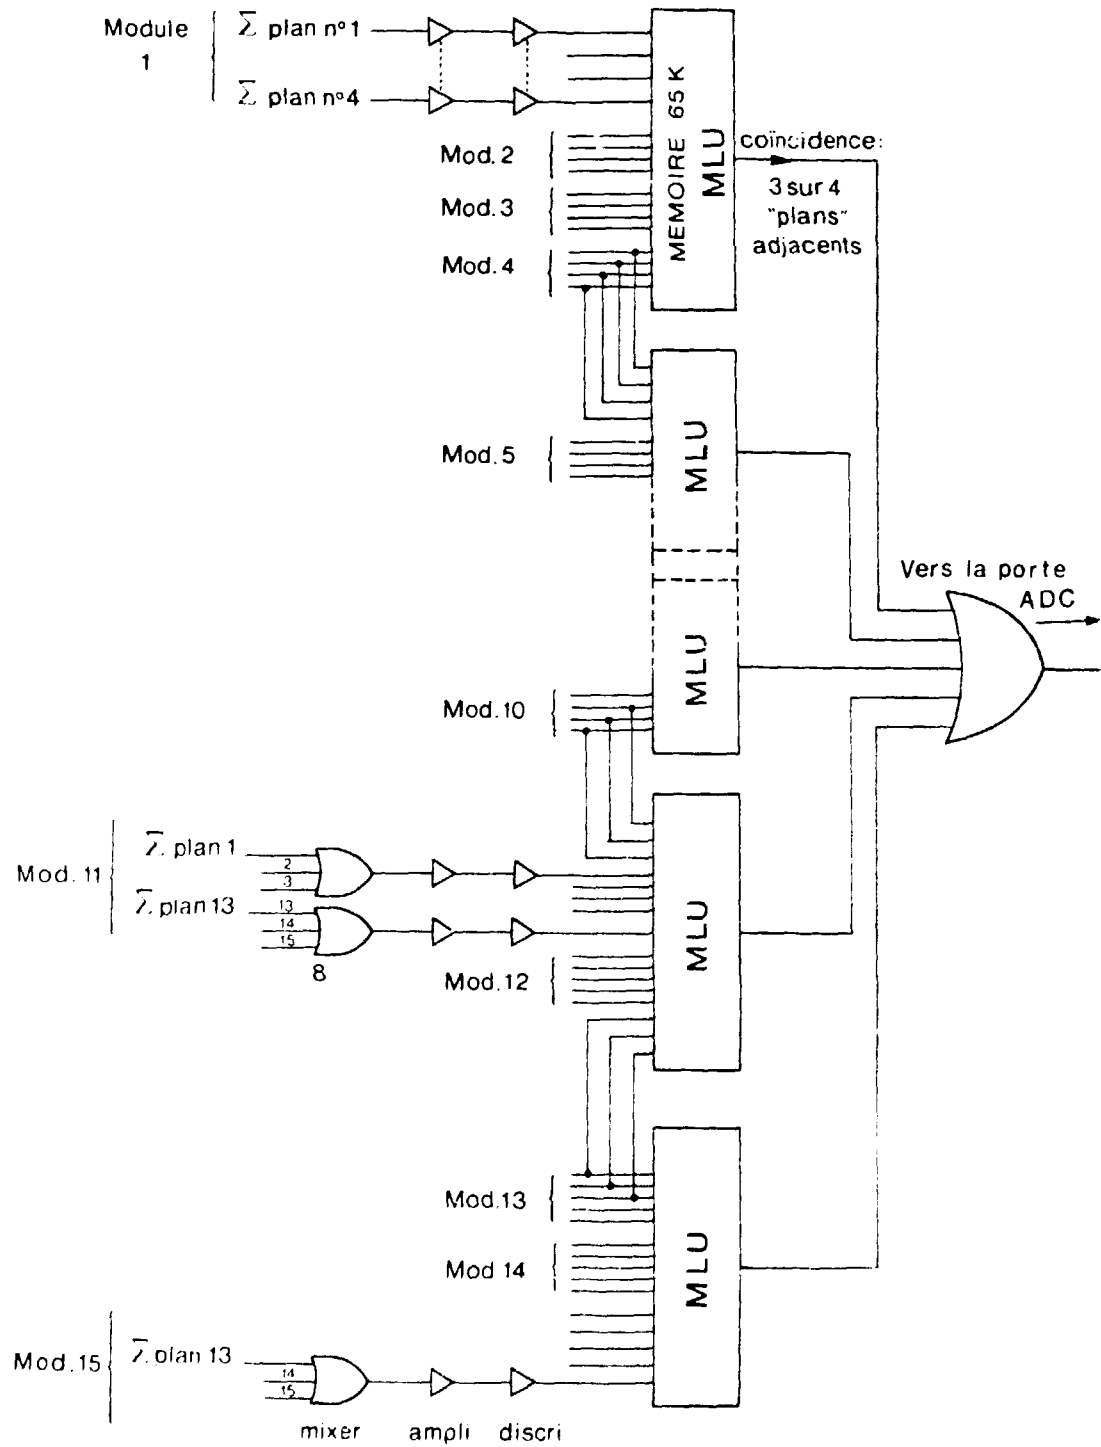 Module
1
Σ plan nº1
Σ plan nº4
Mod. 2
Mod. 3
Mod. 4
MEMOIRE 65K
MLU
coïncidence:
3 sur 4
"plans"
adjacents
Mod. 5
MLU
Vers la porte
ADC
MLU
Mod. 10
Mod. 11
Σ plan 1
2
3
Σ plan 13
13
14
15
8
MLU
Mod. 12
Mod. 13
Mod 14
MLU
Mod. 15
Σ plan 13
14
15
mixer ampli discri